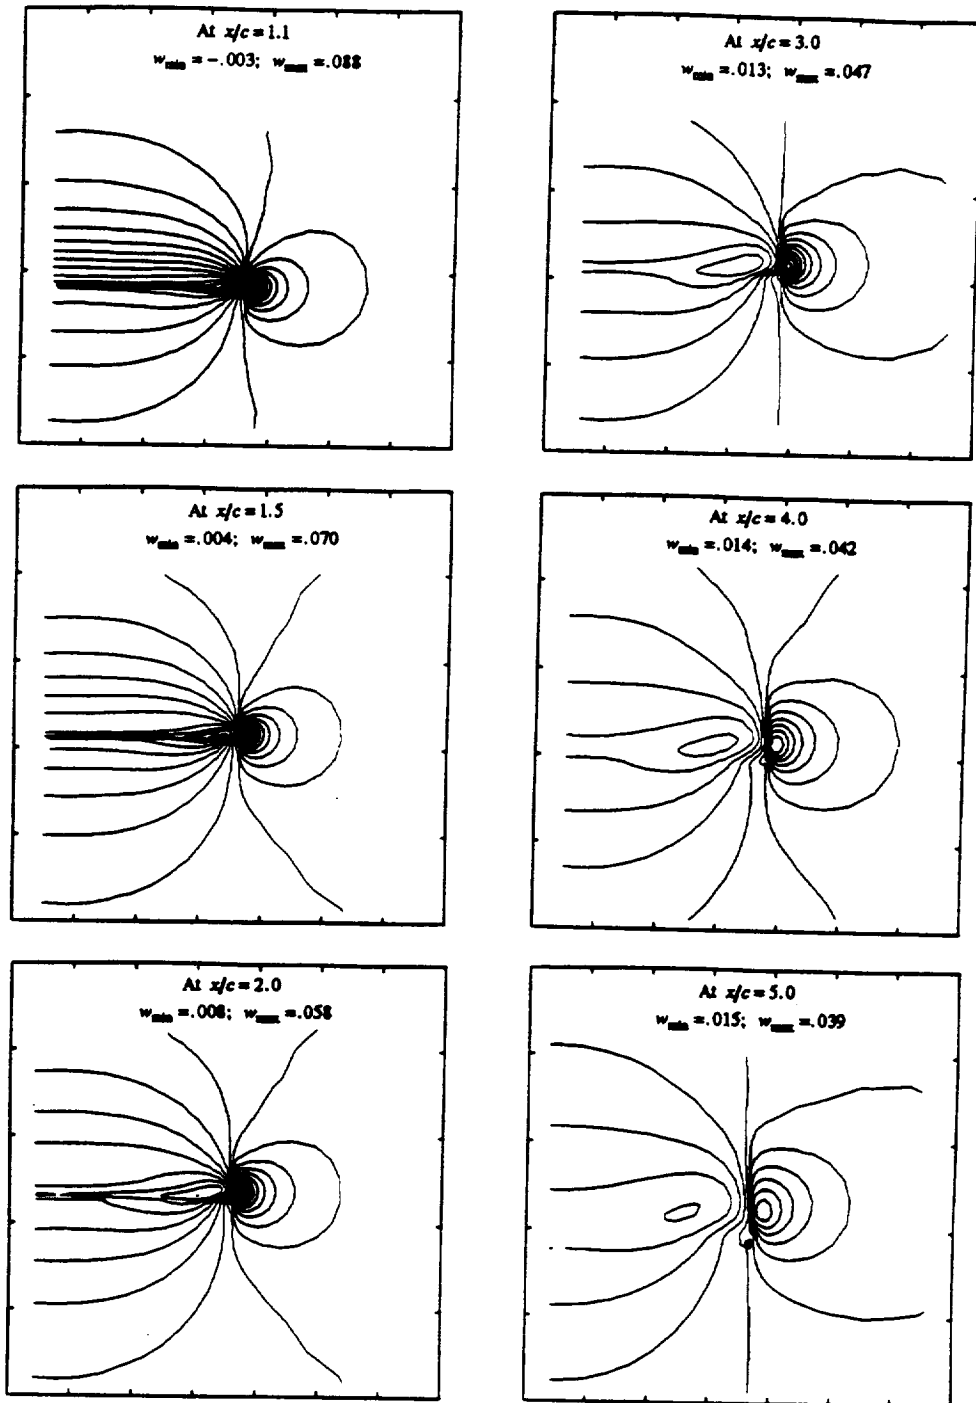 At x/c = 1.1
w_min = -.003; w_max = .088
At x/c = 3.0
w_min = .013; w_max = .047
At x/c = 1.5
w_min = .004; w_max = .070
At x/c = 4.0
w_min = .014; w_max = .042
At x/c = 2.0
w_min = .008; w_max = .058
At x/c = 5.0
w_min = .015; w_max = .039